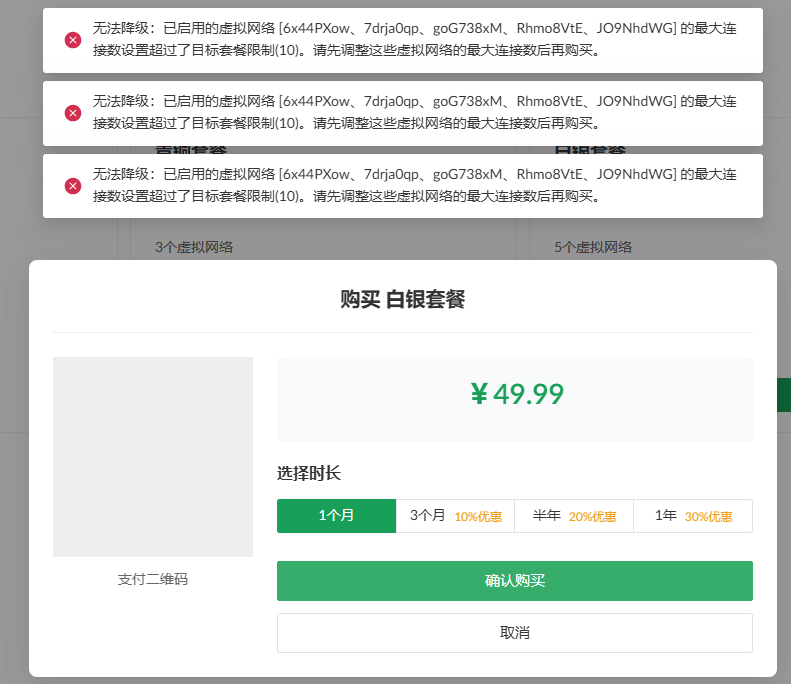 无法降级：已启用的虚拟网络 [6x44PXow、7drja0qp、goG738xM、Rhmo8VtE、JO9NhdWG] 的最大连
接数设置超过了目标套餐限制(10)。请先调整这些虚拟网络的最大连接数后再购买。
无法降级：已启用的虚拟网络 [6x44PXow、7drja0qp、goG738xM、Rhmo8VtE、JO9NhdWG] 的最大连
接数设置超过了目标套餐限制(10)。请先调整这些虚拟网络的最大连接数后再购买。
青铜套餐 白银套餐
无法降级：已启用的虚拟网络 [6x44PXow、7drja0qp、goG738xM、Rhmo8VtE、JO9NhdWG] 的最大连
接数设置超过了目标套餐限制(10)。请先调整这些虚拟网络的最大连接数后再购买。
3个虚拟网络 5个虚拟网络
购买 白银套餐
¥ 49.99
选择时长
1个月 3个月 10%优惠 半年 20%优惠 1年 30%优惠
支付二维码
确认购买
取消